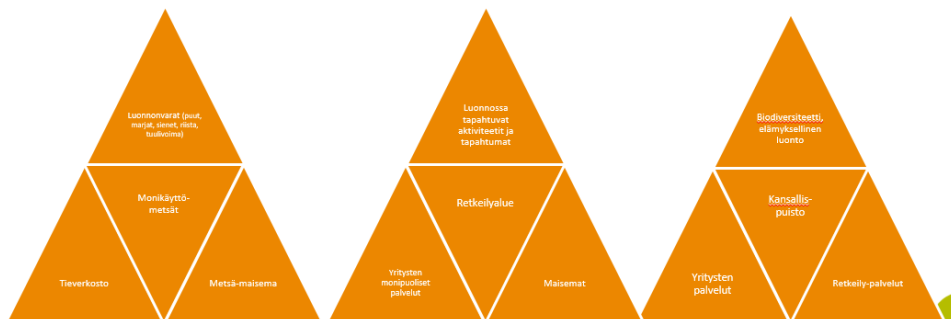 Luonnonvarat (puut,
marjat, sienet, riista,
tuulivoima)
Monikäyttö-
metsät
Tieverkosto
Metsä-maisema
Luonnossa
tapahtuvat
aktiviteetit ja
tapahtumat
Retkeilyalue
Yritysten
monipuoliset
palvelut
Maisemat
Biodiversiteetti,
elämyksellinen
luonto
Kansallis-
puisto
Yritysten
palvelut
Retkeily-palvelut